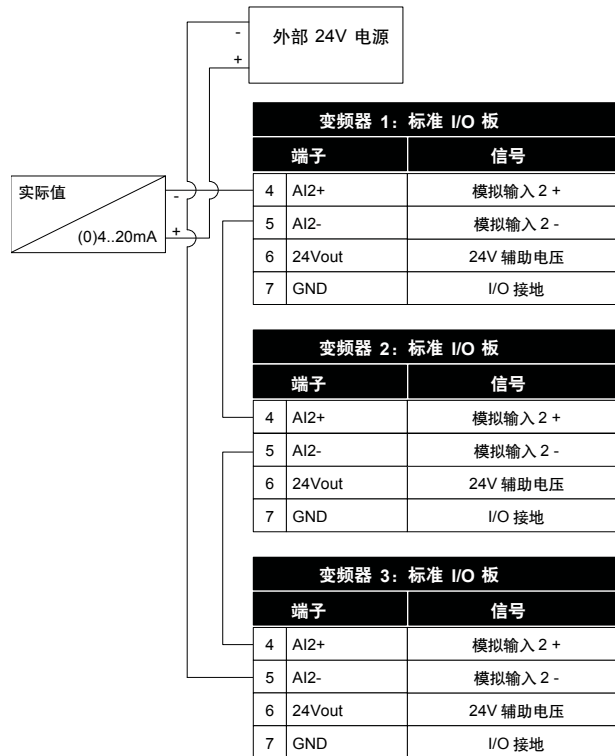 -
外部 24V 电源
+
变频器 1：标准 I/O 板
端子 信号
实际值
-
(0)4..20mA
+
4 AI2+ 模拟输入 2 +
5 AI2- 模拟输入 2 -
6 24Vout 24V 辅助电压
7 GND I/O 接地
变频器 2：标准 I/O 板
端子 信号
4 AI2+ 模拟输入 2 +
5 AI2- 模拟输入 2 -
6 24Vout 24V 辅助电压
7 GND I/O 接地
变频器 3：标准 I/O 板
端子 信号
4 AI2+ 模拟输入 2 +
5 AI2- 模拟输入 2 -
6 24Vout 24V 辅助电压
7 GND I/O 接地